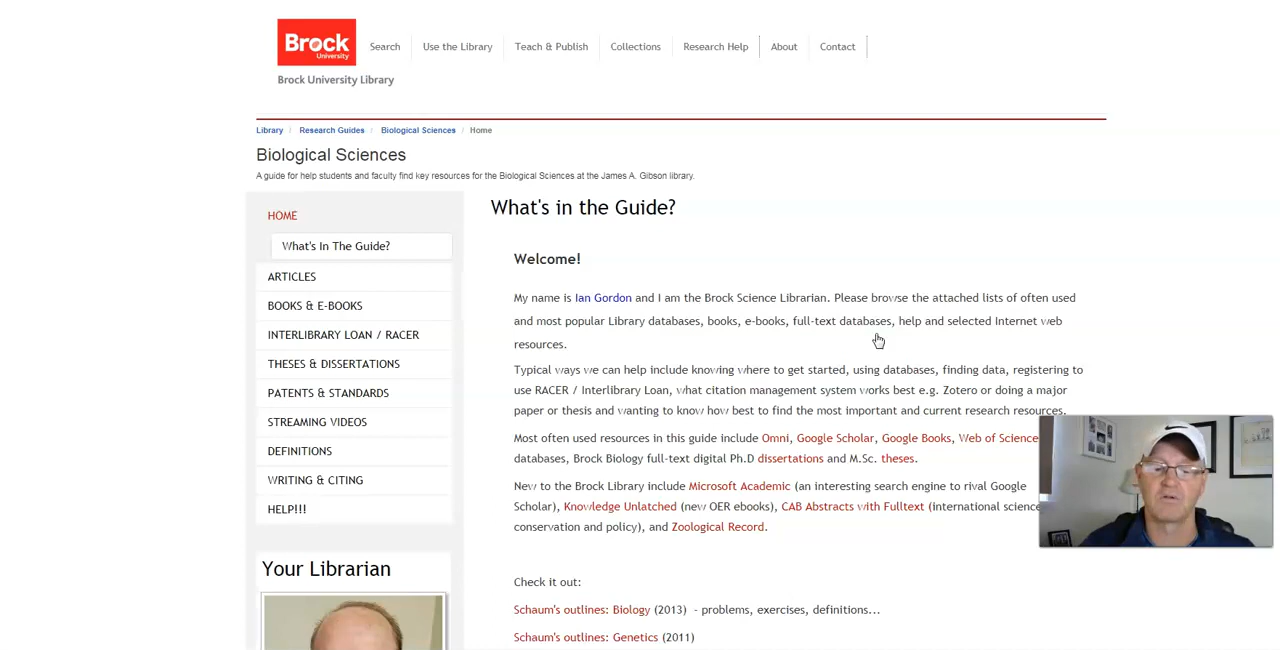 Brock
University
Search
Use the Library
Teach & Publish
Collections
Research Help
About
Contact
Brock University Library
Library / Research Guides / Biological Sciences / Home
Biological Sciences
A guide for help students and faculty find key resources for the Biological Sciences at the James A. Gibson library.
HOME
What's In The Guide?
ARTICLES
BOOKS & E-BOOKS
INTERLIBRARY LOAN / RACER
THESES & DISSERTATIONS
PATENTS & STANDARDS
STREAMING VIDEOS
DEFINITIONS
WRITING & CITING
HELP!!!
Your Librarian
What's in the Guide?
Welcome!
My name is Ian Gordon and I am the Brock Science Librarian. Please browse the attached lists of often used
and most popular Library databases, books, e-books, full-text databases, help and selected Internet web
resources.
Typical ways we can help include knowing where to get started, using databases, finding data, registering to
use RACER / Interlibrary Loan, what citation management system works best e.g. Zotero or doing a major
paper or thesis and wanting to know how best to find the most important and current research resources.
Most often used resources in this guide include Omni, Google Scholar, Google Books, Web of Science
databases, Brock Biology full-text digital Ph.D dissertations and M.Sc. theses.
New to the Brock Library include Microsoft Academic (an interesting search engine to rival Google
Scholar), Knowledge Unlatched (new OER ebooks), CAB Abstracts with Fulltext (international science
conservation and policy), and Zoological Record.
Check it out:
Schaum's outlines: Biology (2013) - problems, exercises, definitions...
Schaum's outlines: Genetics (2011)